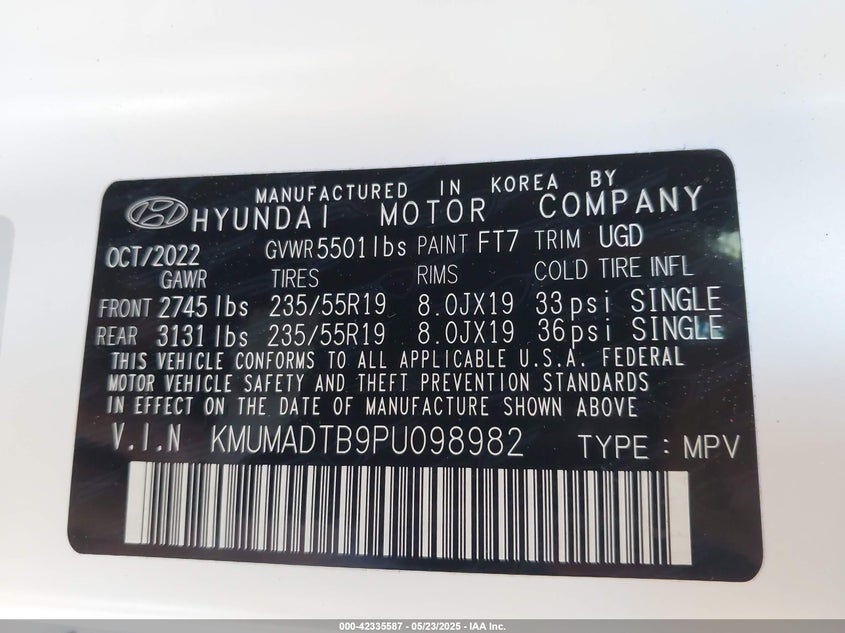 MANUFACTURED IN KOREA BY
HYUNDAI MOTOR COMPANY
OCT/2022 GVWR 5501lbs PAINT FT7 TRIM UGD
GAWR TIRES RIMS COLD TIRE INFL
FRONT 2745 lbs 235/55R19 8.0JX19 33psi SINGLE
REAR 3131 lbs 235/55R19 8.0JX19 36psi SINGLE
THIS VEHICLE CONFORMS TO ALL APPLICABLE U.S.A. FEDERAL
MOTOR VEHICLE SAFETY AND THEFT PREVENTION STANDARDS
IN EFFECT ON THE DATE OF MANUFACTURE SHOWN ABOVE
V.I.N KMUMADTB9PU098982 TYPE : MPV
000-42335587 - 05/23/2025 - IAA Inc.